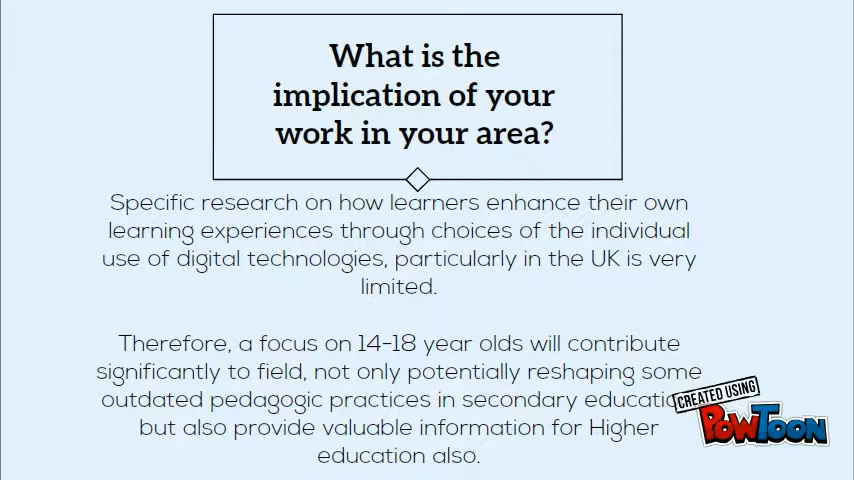 What is the
implication of your
work in your area?
Specific research on how learners enhance their own
learning experiences through choices of the individual
use of digital technologies, particularly in the UK is very
limited.
Therefore, a focus on 14-18 year olds will contribute
significantly to field, not only potentially reshaping some
outdated pedagogic practices in secondary education
but also provide valuable information for Higher
education also.
CREATED USING
POWTOON